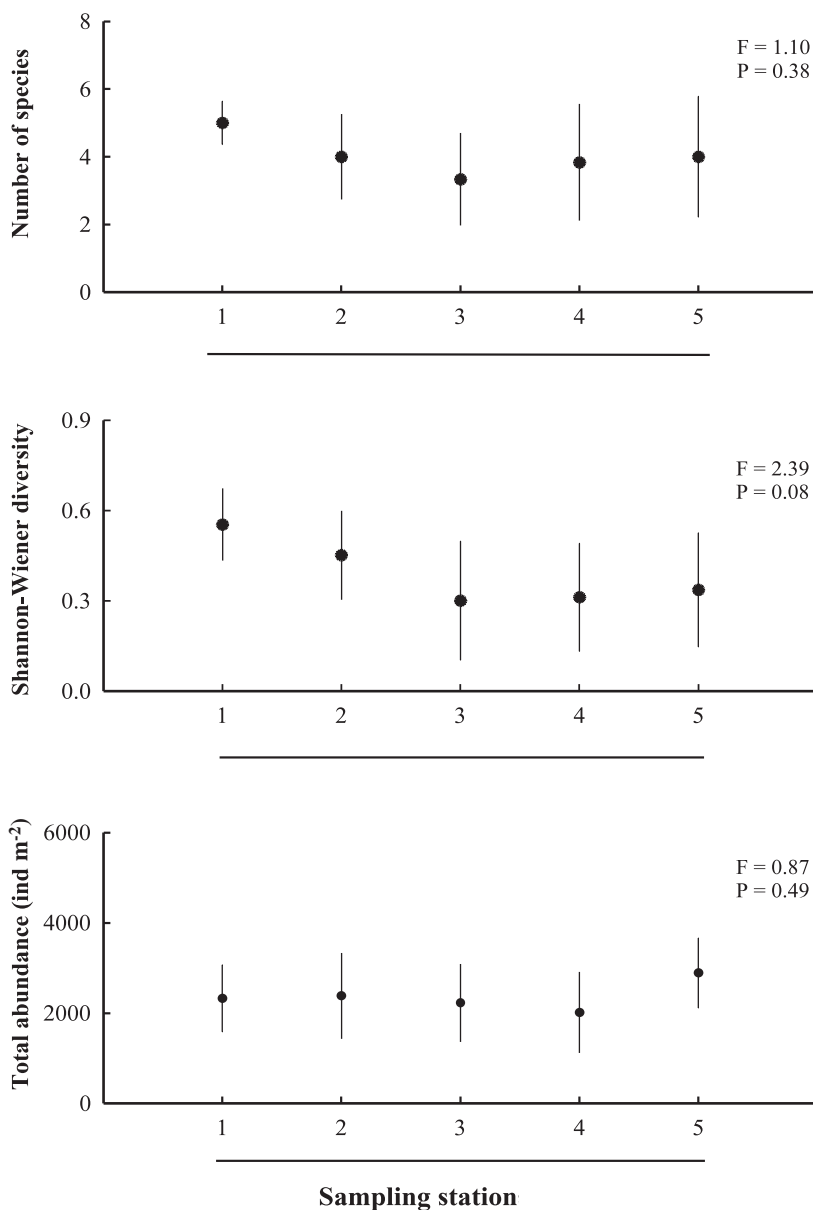 Number of species
8
6
4
2
0
F = 1.10
P = 0.38
1 2 3 4 5
Shannon-Wiener diversity
0.9
0.6
0.3
0.0
F = 2.39
P = 0.08
1 2 3 4 5
Total abundance (ind m-2)
6000
4000
2000
0
F = 0.87
P = 0.49
1 2 3 4 5
Sampling station